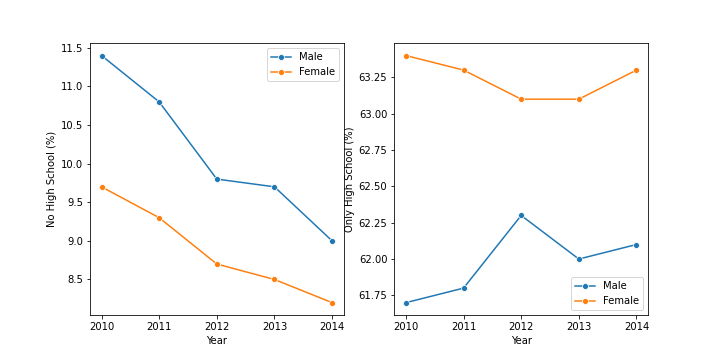 11.5
11.0
10.5
10.0
9.5
9.0
8.5
No High School (%)
2010 2011 2012 2013 2014
Year
Male
Female
63.25
63.00
62.75
62.50
62.25
62.00
61.75
Only High School (%)
2010 2011 2012 2013 2014
Year
Male
Female